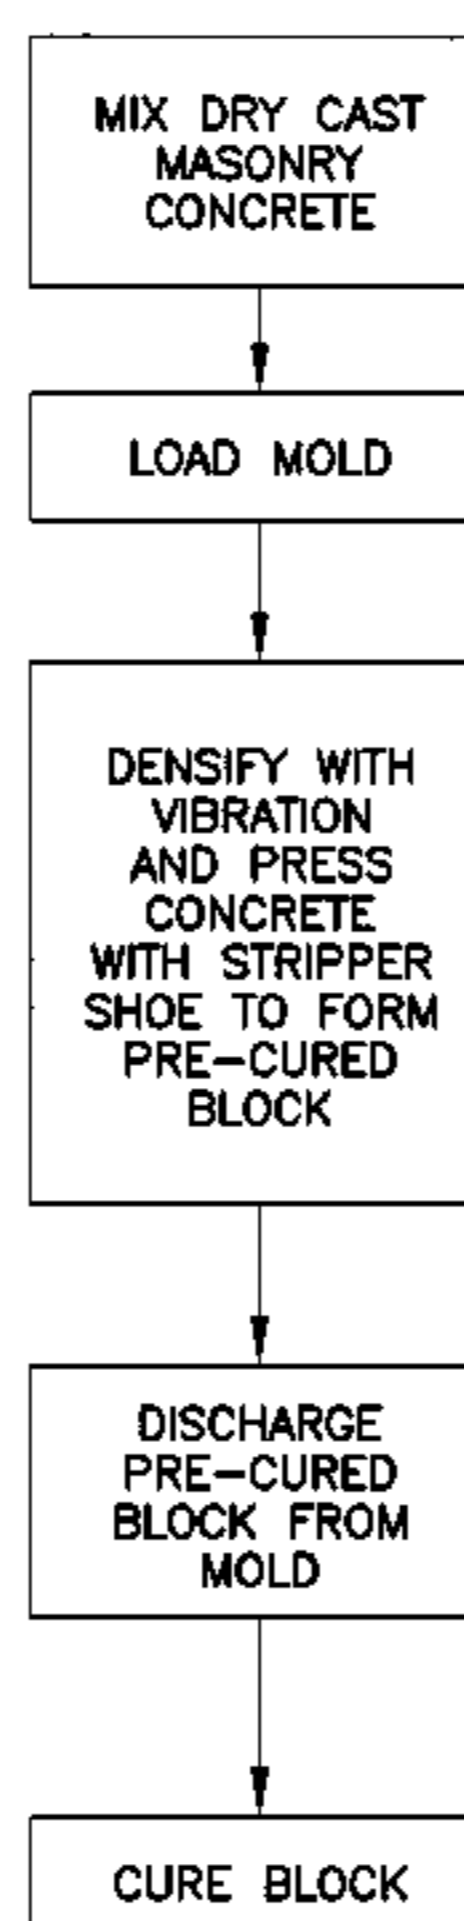 MIX DRY CAST
MASONRY
CONCRETE
LOAD MOLD
DENSIFY WITH
VIBRATION
AND PRESS
CONCRETE
WITH STRIPPER
SHOE TO FORM
PRE-CURED
BLOCK
DISCHARGE
PRE-CURED
BLOCK FROM
MOLD
CURE BLOCK